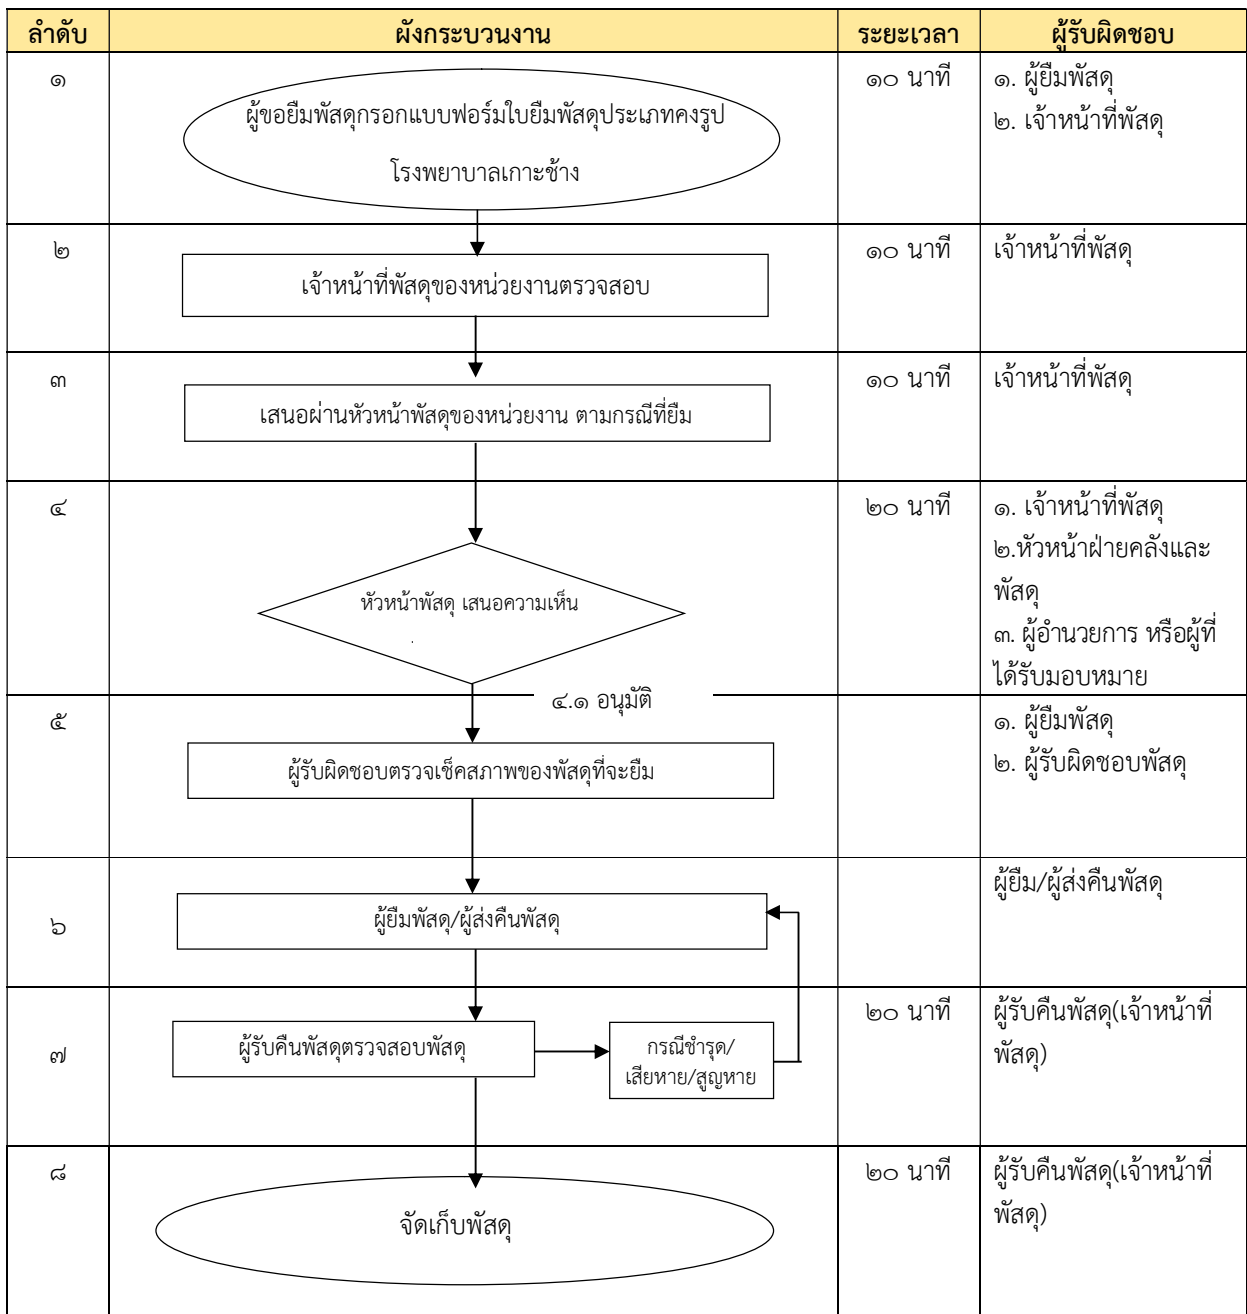 ลำดับ ผังกระบวนงาน ระยะเวลา ผู้รับผิดชอบ
๑ ๑๐ นาที ๑. ผู้ยืมพัสดุ
ผู้ขอยืมพัสดุกรอกแบบฟอร์มใบยืมพัสดุประเภทคงรูป
๒. เจ้าหน้าที่พัสดุ
โรงพยาบาลเกาะช้าง
๒ ๑๐ นาที เจ้าหน้าที่พัสดุ
เจ้าหน้าที่พัสดุของหน่วยงานตรวจสอบ
๓ ๑๐ นาที เจ้าหน้าที่พัสดุ
เสนอผ่านหัวหน้าพัสดุของหน่วยงาน ตามกรณีที่ยืม
๔ ๒๐ นาที ๑. เจ้าหน้าที่พัสดุ
๒.หัวหน้าฝ่ายคลังและ
พัสดุ
หัวหน้าพัสดุ เสนอความเห็น
๓. ผู้อำนวยการ หรือผู้ที่
ได้รับมอบหมาย
๔.๑ อนุมัติ
๕ ๑. ผู้ยืมพัสดุ
๒. ผู้รับผิดชอบพัสดุ
ผู้รับผิดชอบตรวจเช็คสภาพของพัสดุที่จะยืม
ผู้ยืม/ผู้ส่งคืนพัสดุ
๖ ผู้ยืมพัสดุ/ผู้ส่งคืนพัสดุ
๒๐ นาที ผู้รับคืนพัสดุ(เจ้าหน้าที่
พัสดุ)
๗ ผู้รับคืนพัสดุตรวจสอบพัสดุ กรณีชำรุด/
เสียหาย/สูญหาย
๘ ๒๐ นาที ผู้รับคืนพัสดุ(เจ้าหน้าที่
พัสดุ)
จัดเก็บพัสดุ